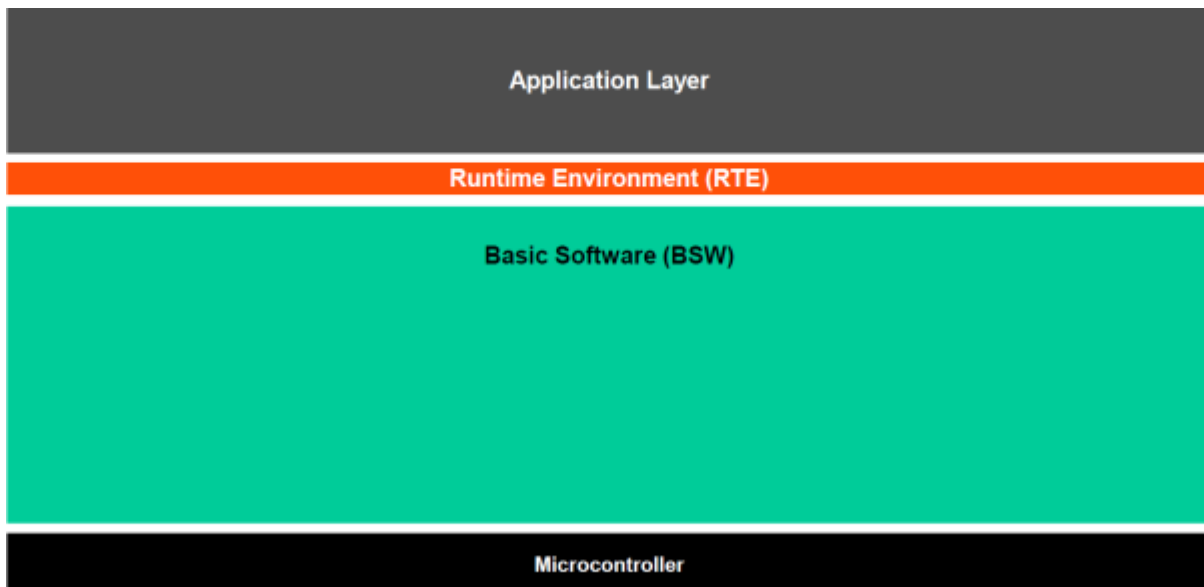 Application Layer
Runtime Environment (RTE)
Basic Software (BSW)
Microcontroller